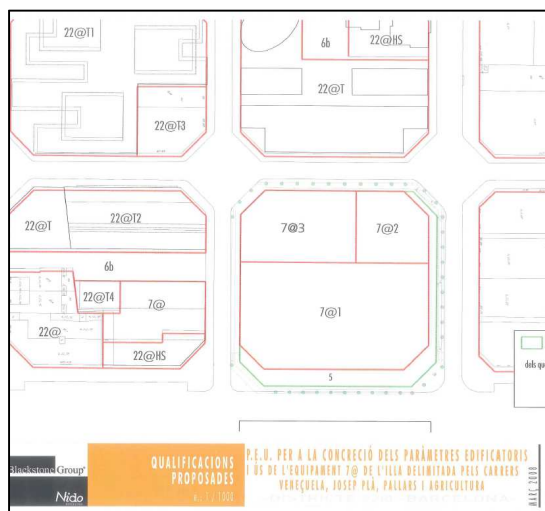 22@T1
6b
22@HS
22@T
22@T3
22@T
22@T2
7@3
7@2
6b
22@T4
7@
22@
7@1
22@HS
5
dels qu
Blackstone Group®
Nido
QUALIFICACIONS
PROPOSADES
e: 1 / 1000
P.E.U. PER A LA CONCRECIÓ DELS PARÀMETRES EDIFICATORIS
I ÚS DE L'EQUIPAMENT 7@ DE L'ILLA DELIMITADA PELS CARRERS
VENEÇUELA, JOSEP PLÀ, PALLARS I AGRICULTURA
MARÇ 2008